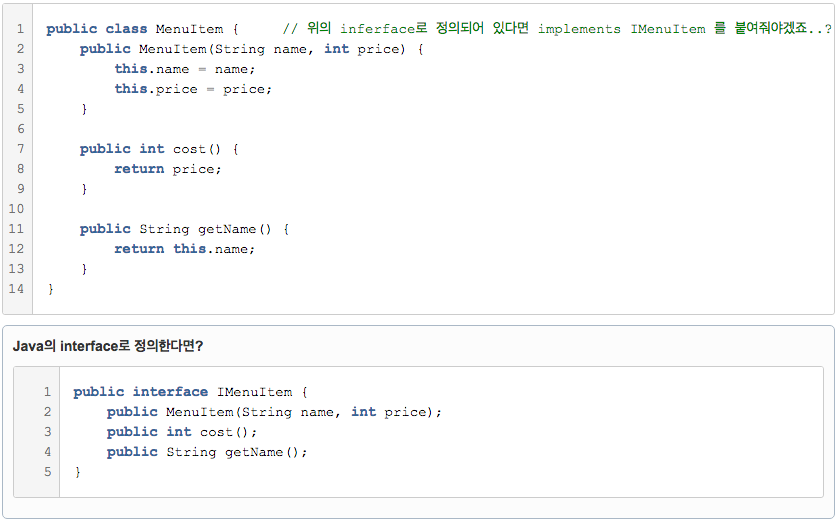 1 public class MenuItem {     // 위의 inferface로 정의되어 있다면 implements IMenuItem 를 붙여줘야겠죠..?
2     public MenuItem(String name, int price) {
3         this.name = name;
4         this.price = price;
5     }
6
7     public int cost() {
8         return price;
9     }
10
11     public String getName() {
12         return this.name;
13     }
14 }
Java의 interface로 정의한다면?
1 public interface IMenuItem {
2     public MenuItem(String name, int price);
3     public int cost();
4     public String getName();
5 }